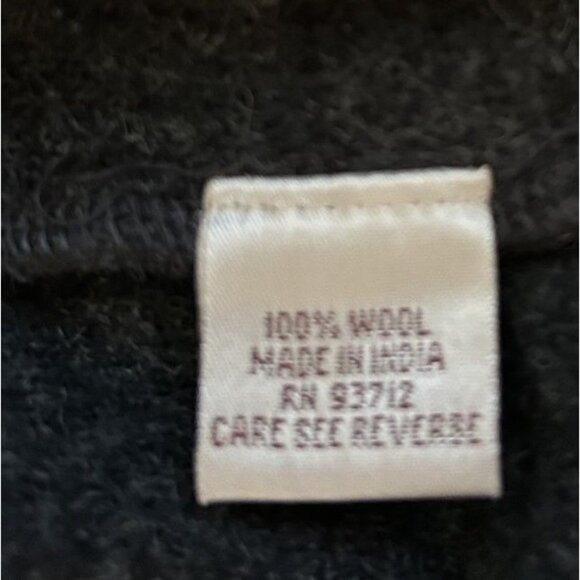 100% WOOL
MADE IN INDIA
RN 93712
CARE SEE REVERSE